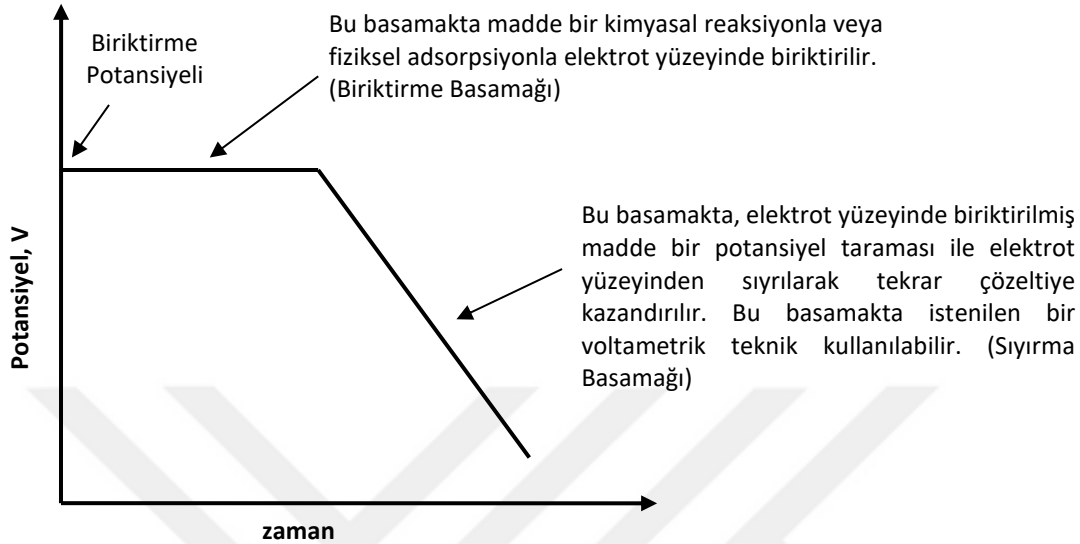 Biriktirme
Potansiyeli
Bu basamakta madde bir kimyasal reaksiyonla veya
fiziksel adsorpsiyonla elektrot yüzeyinde biriktirilir.
(Biriktirme Basamağı)
Bu basamakta, elektrot yüzeyinde biriktirilmiş
madde bir potansiyel taraması ile elektrot
yüzeyinden sıyrılarak tekrar çözeltiye
kazandırılır. Bu basamakta istenilen bir
voltametrik teknik kullanılabilir. (Sıyırma
Basamağı)
Potansiyel, V
zaman